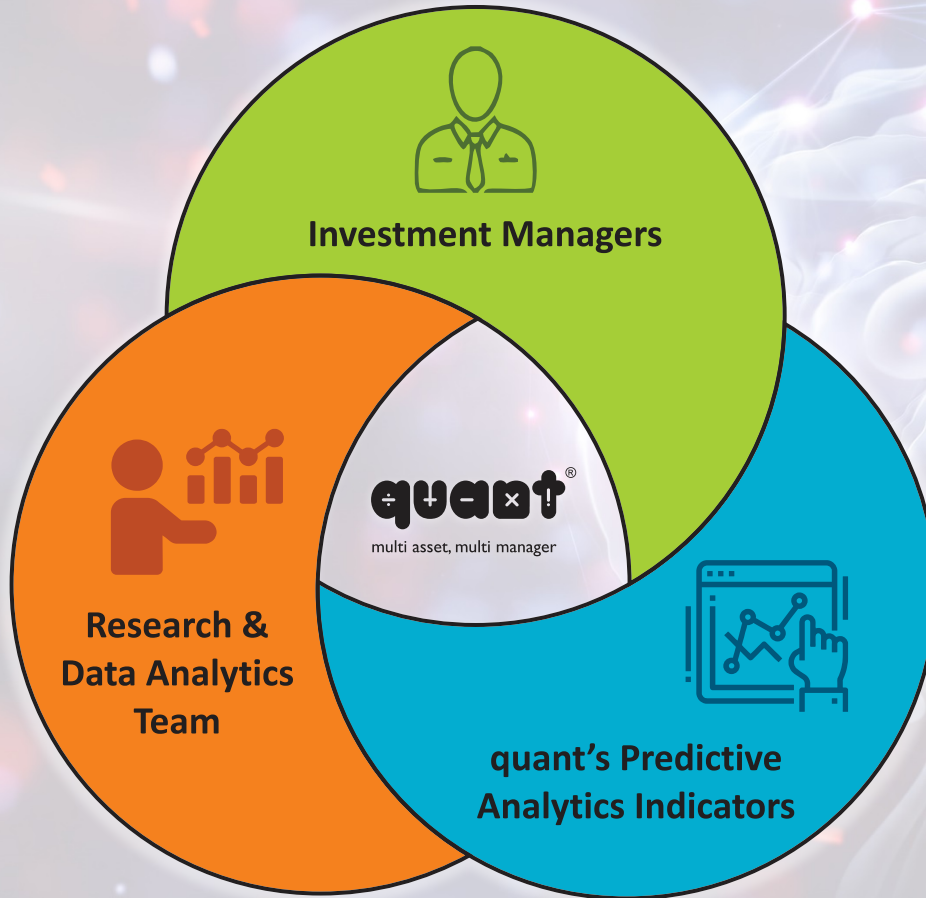 Investment Managers
quant®
multi asset, multi manager
Research &
Data Analytics
Team
quant’s Predictive
Analytics Indicators